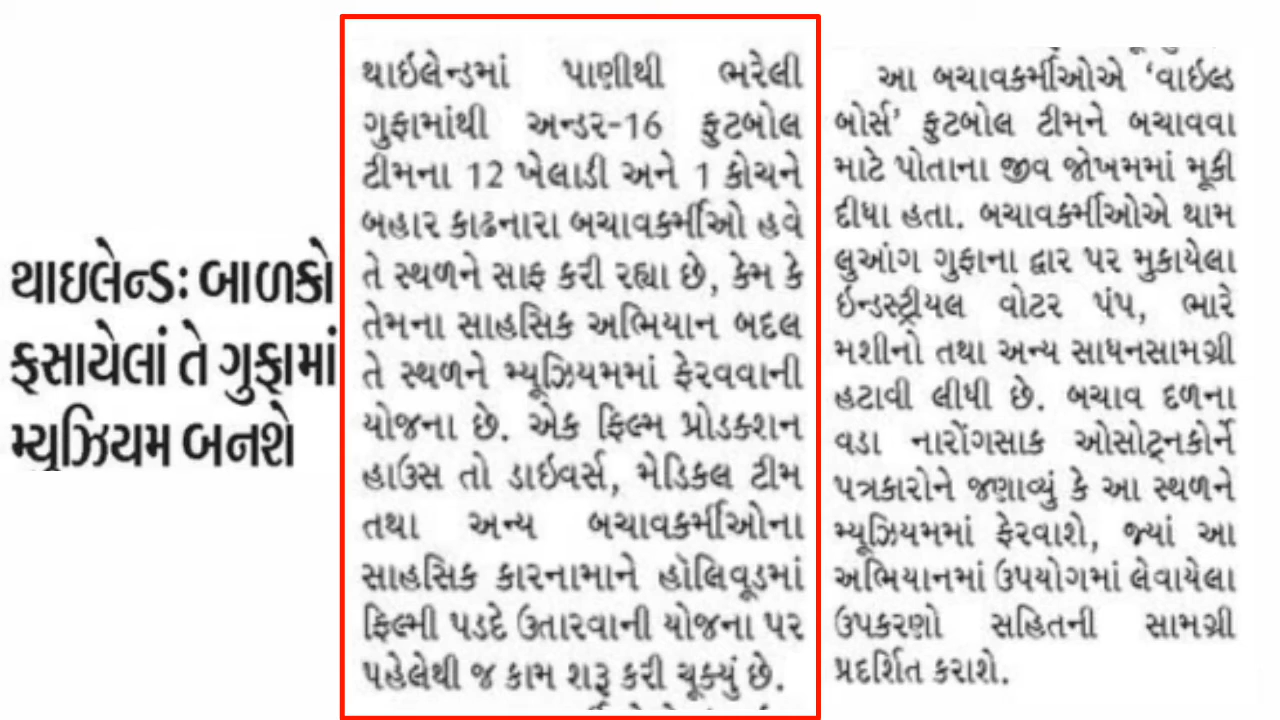 થાઇલેન્ડઃ બાળકો
ફસાયેલાં તે ગુફામાં
મ્યુઝિયમ બનશે
થાઇલેન્ડમાં પાણીથી ભરેલી
ગુફામાંથી અન્ડર-16 ફુટબોલ
ટીમના 12 ખેલાડી અને 1 કોચને
બહાર કાઢનારા બચાવકર્મીઓ હવે
તે સ્થળને સાફ કરી રહ્યા છે, કેમ કે
તેમના સાહસિક અભિયાન બદલ
તે સ્થળને મ્યૂઝિયમમાં ફેરવવાની
યોજના છે. એક ફિલ્મ પ્રોડક્શન
હાઉસ તો ડાઇવર્સ, મેડિકલ ટીમ
તથા અન્ય બચાવકર્મીઓના
સાહસિક કારનામાને હૉલિવૂડમાં
ફિલ્મી પડદે ઉતારવાની યોજના પર
પહેલેથી જ કામ શરૂ કરી ચૂક્યું છે.
આ બચાવકર્મીઓએ ‘વાઇલ્ડ
બોર્સ’ ફુટબોલ ટીમને બચાવવા
માટે પોતાના જીવ જોખમમાં મૂકી
દીધા હતા. બચાવકર્મીઓએ થામ
લુઆંગ ગુફાના દ્વાર પર મુકાયેલા
ઇન્ડસ્ટ્રીયલ વોટર પંપ, ભારે
મશીનો તથા અન્ય સાધનસામગ્રી
હટાવી લીધી છે. બચાવ દળના
વડા નારોંગસાક ઓસોટ્નકોર્ને
પત્રકારોને જણાવ્યું કે આ સ્થળને
મ્યૂઝિયમમાં ફેરવાશે, જ્યાં આ
અભિયાનમાં ઉપયોગમાં લેવાયેલા
ઉપકરણો સહિતની સામગ્રી
પ્રદર્શિત કરાશે.